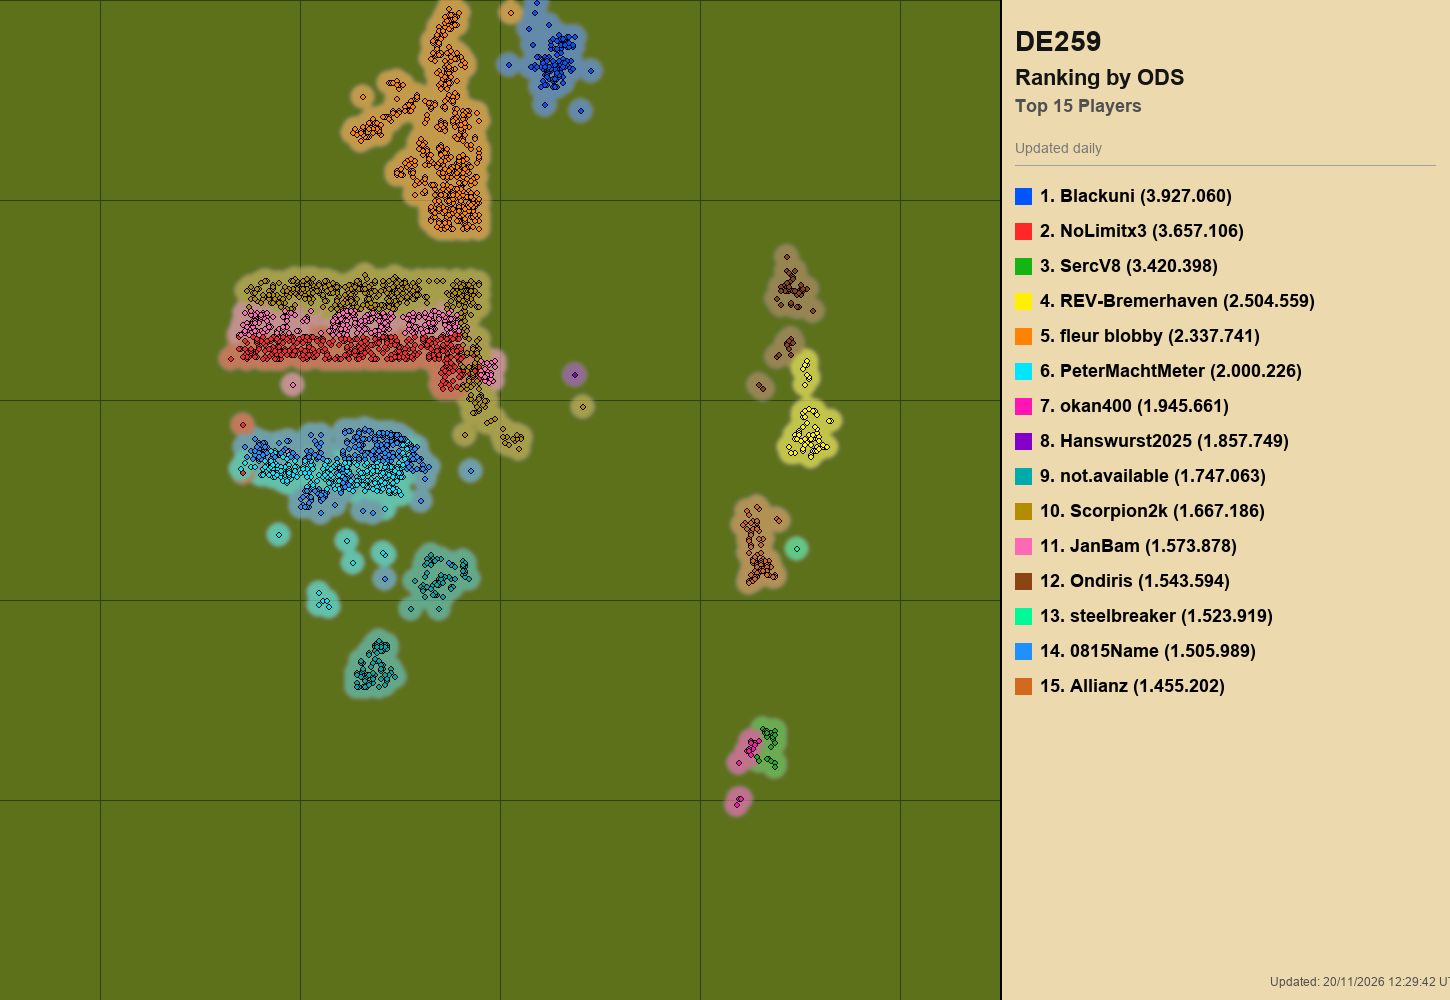 DE259
Ranking by ODS
Top 15 Players
Updated daily
1. Blackuni (3.927.060)
2. NoLimitx3 (3.657.106)
3. SercV8 (3.420.398)
4. REV-Bremerhaven (2.504.559)
5. fleur blobby (2.337.741)
6. PeterMachtMeter (2.000.226)
7. okan400 (1.945.661)
8. Hanswurst2025 (1.857.749)
9. not.available (1.747.063)
10. Scorpion2k (1.667.186)
11. JanBam (1.573.878)
12. Ondiris (1.543.594)
13. steelbreaker (1.523.919)
14. 0815Name (1.505.989)
15. Allianz (1.455.202)
Updated: 20/11/2026 12:29:42